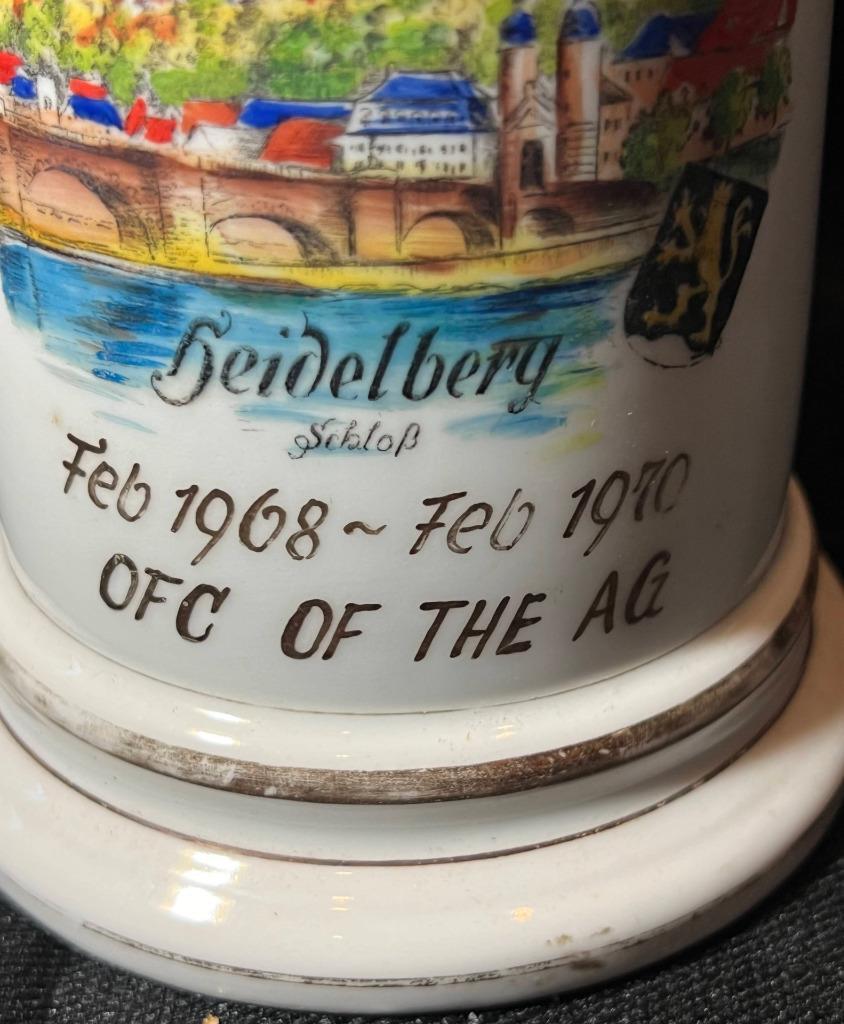 Heidelberg
Schloß
Feb 1968 ~ Feb 1970
OFC OF THE AG